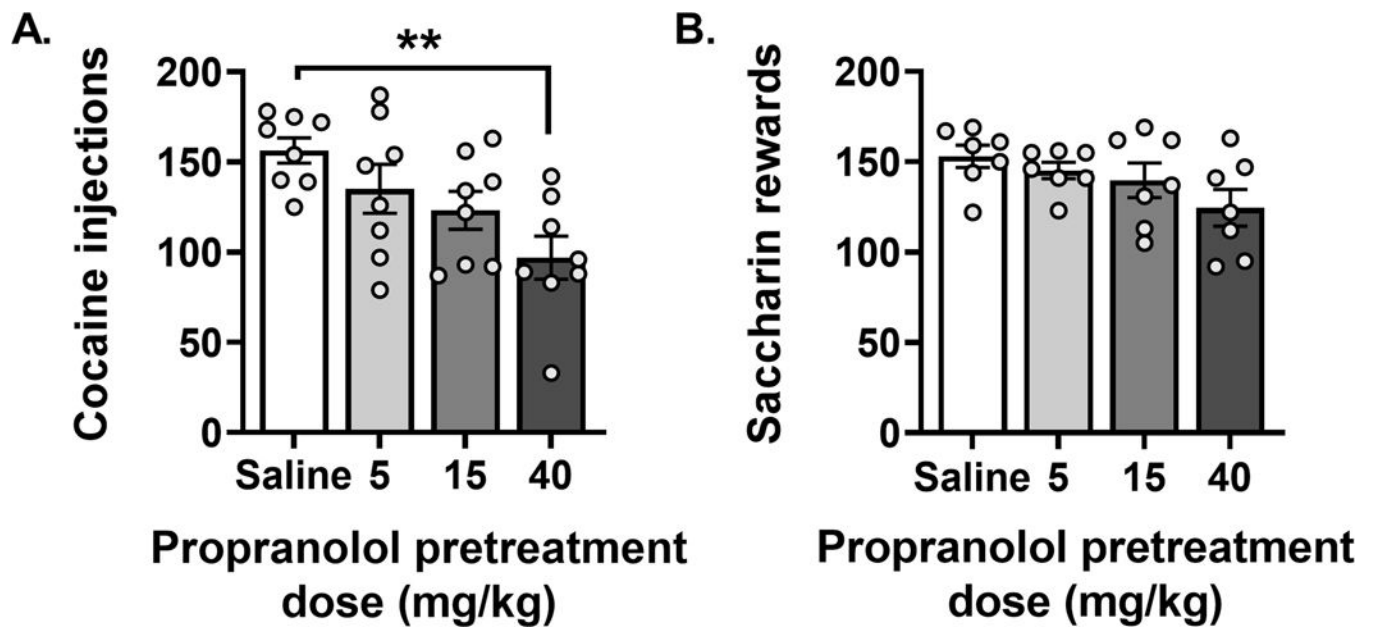 A.
**
Cocaine injections
200
150
100
50
0
Saline 5 15 40
Propranolol pretreatment
dose (mg/kg)
B.
Saccharin rewards
200
150
100
50
0
Saline 5 15 40
Propranolol pretreatment
dose (mg/kg)